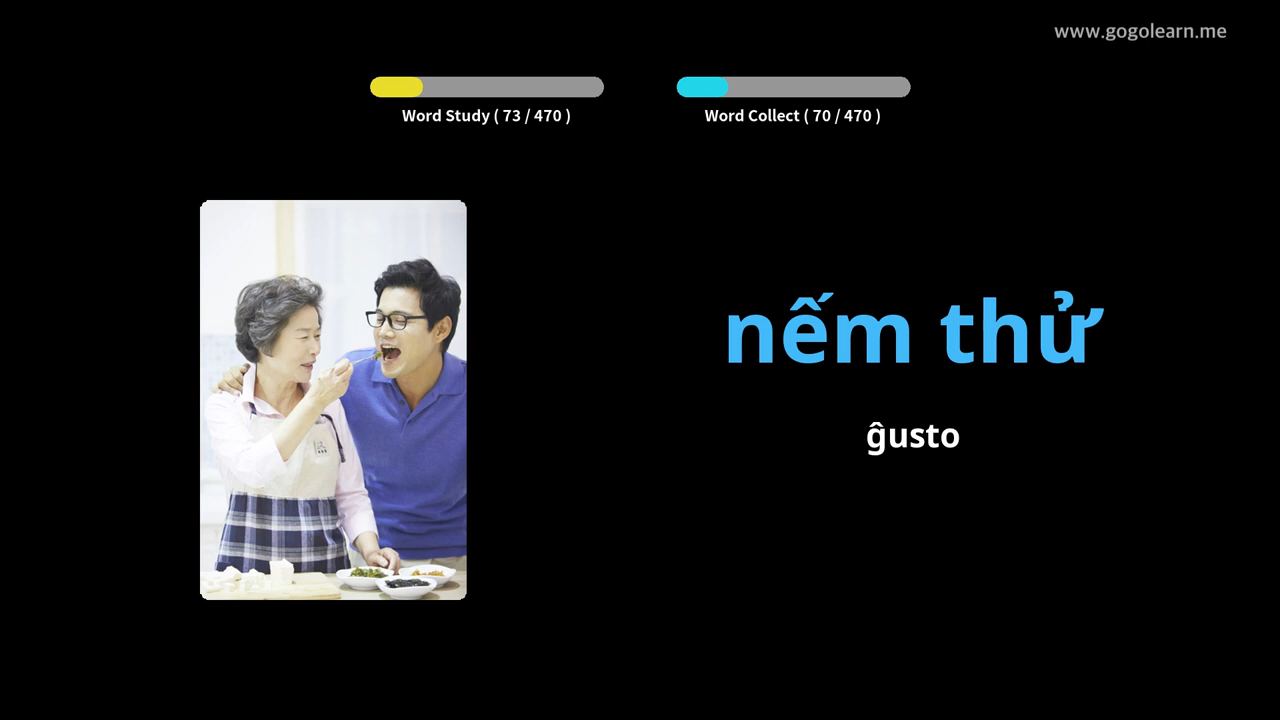 www.gogolearn.me
Word Study ( 73 / 470 )
Word Collect ( 70 / 470 )
nếm thử
ĝusto